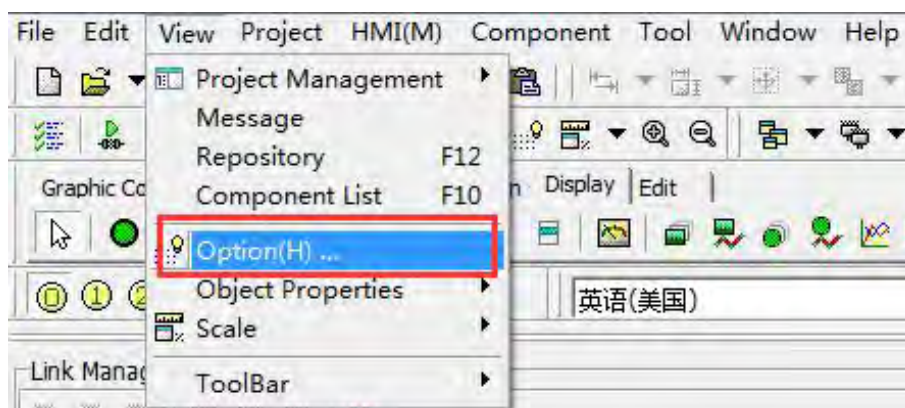 File Edit View Project HMI(M) Component Tool Window Help
Project Management
Message
Repository F12
Component List F10
Graphic Display Edit
Option(H) ...
Object Properties
英语(美国)
Scale
Link
ToolBar